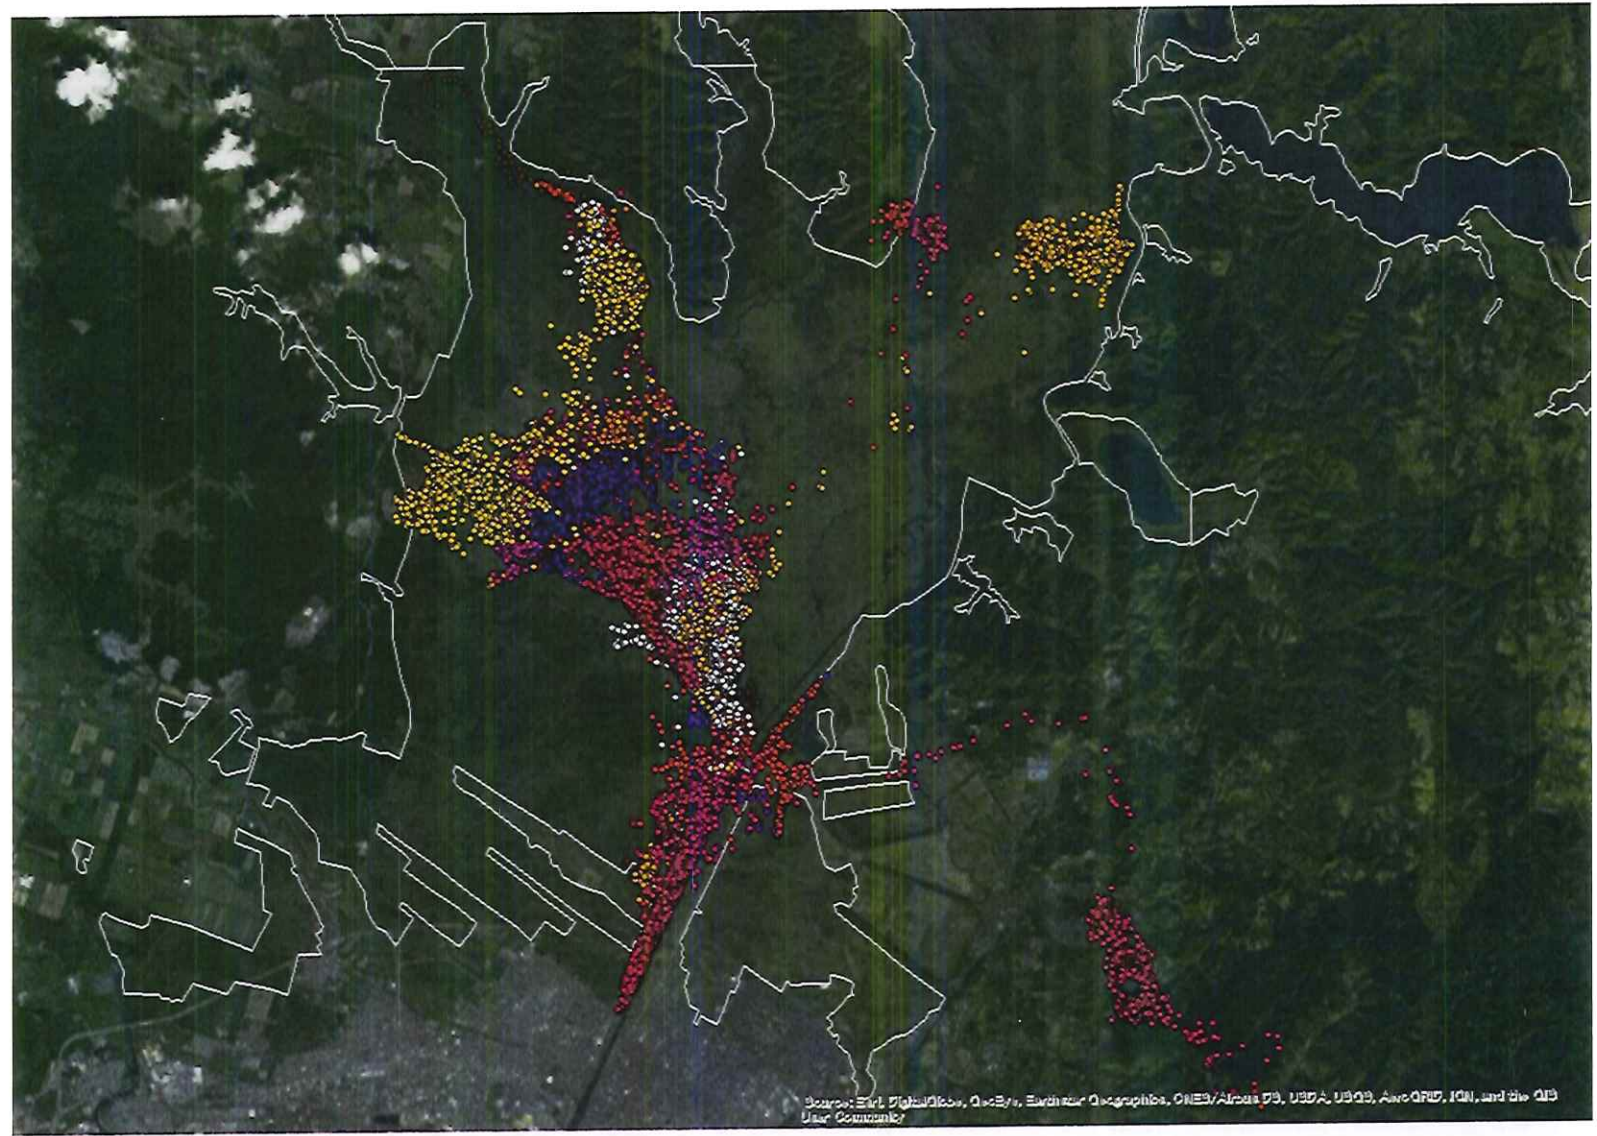 Source: Esri, DigitalGlobe, GeoEye, Earthstar Geographics, CNES/Airbus DS, USDA, USGS, AeroGRID, IGN, and the GIS
User Community